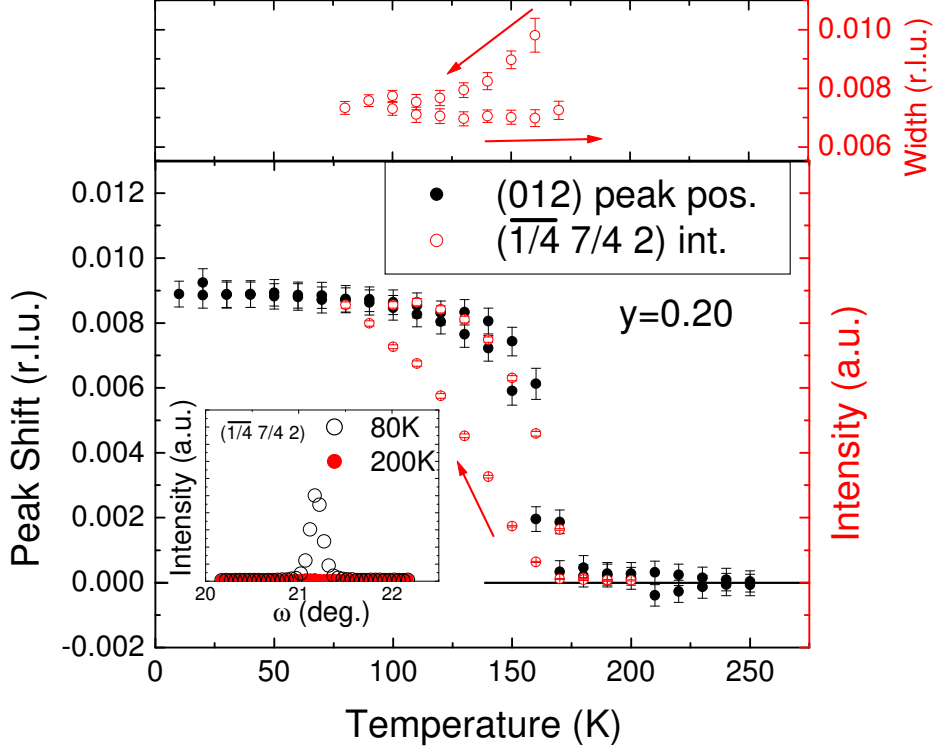 0.010
0.008
0.006
Width (r.l.u.)
0.012
0.010
0.008
0.006
0.004
0.002
0.000
-0.002
Peak Shift (r.l.u.)
(012) peak pos.
(1̅/̅4̅ 7/4 2) int.
y=0.20
Intensity (a.u.)
(1̅/̅4̅ 7/4 2)
80K
200K
Intensity (a.u.)
20
21
22
ω (deg.)
0
50
100
150
200
250
Temperature (K)